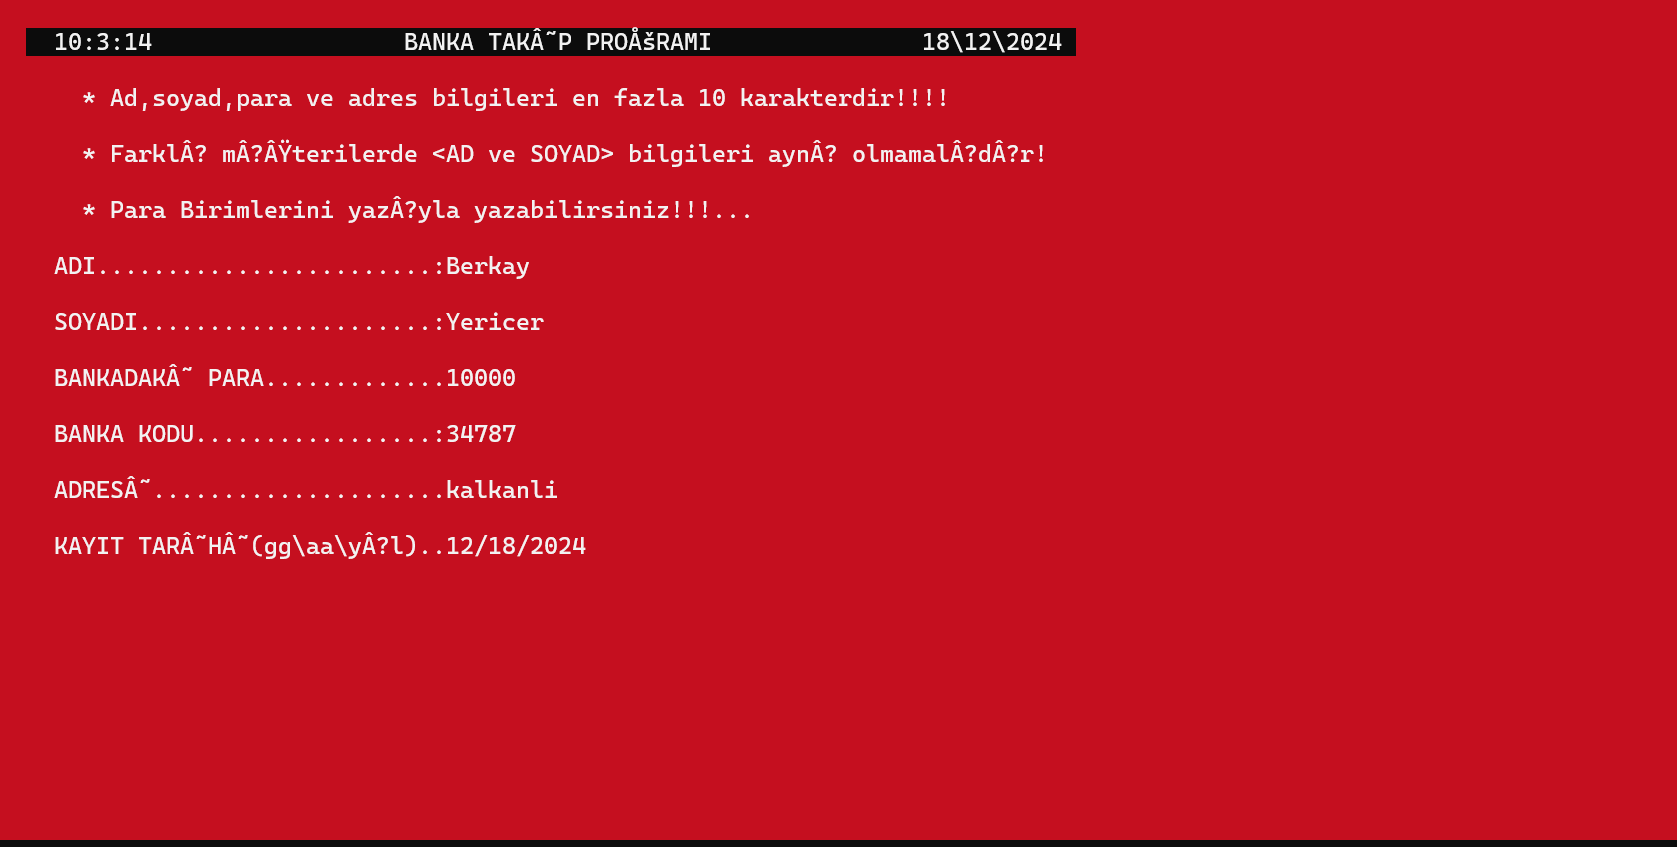 10:3:14 BANKA TAKÂ˜P PROÅšRAMI 18\12\2024
* Ad,soyad,para ve adres bilgileri en fazla 10 karakterdir!!!!
* FarklÂ? mÂ?ÂŸterilerde <AD ve SOYAD> bilgileri aynÂ? olmamalÂ?dÂ?r!
* Para Birimlerini yazÂ?yla yazabilirsiniz!!!...
ADI........................:Berkay
SOYADI.....................:Yericer
BANKADAKÂ˜ PARA.............10000
BANKA KODU.................:34787
ADRESÂ˜.....................kalkanli
KAYIT TARÂ˜HÂ˜(gg\aa\yÂ?l)..12/18/2024